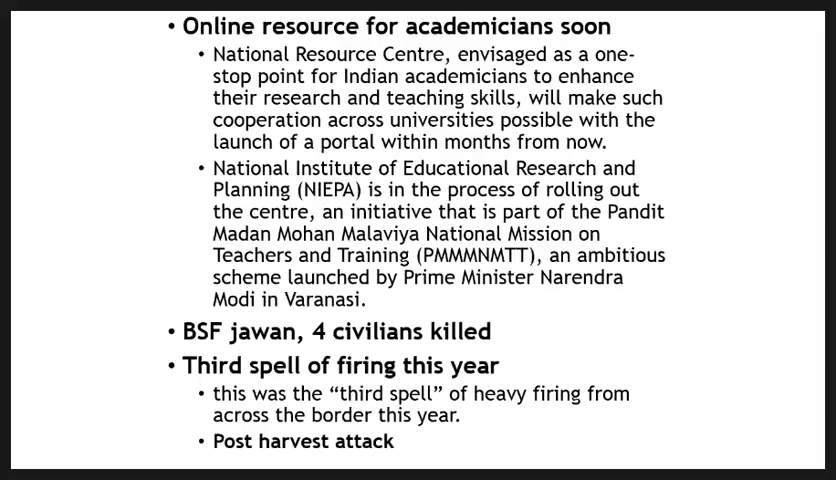 • Online resource for academicians soon
• National Resource Centre, envisaged as a one-
stop point for Indian academicians to enhance
their research and teaching skills, will make such
cooperation across universities possible with the
launch of a portal within months from now.
• National Institute of Educational Research and
Planning (NIEPA) is in the process of rolling out
the centre, an initiative that is part of the Pandit
Madan Mohan Malaviya National Mission on
Teachers and Training (PMMMNMTT), an ambitious
scheme launched by Prime Minister Narendra
Modi in Varanasi.
• BSF jawan, 4 civilians killed
• Third spell of firing this year
• this was the “third spell” of heavy firing from
across the border this year.
• Post harvest attack